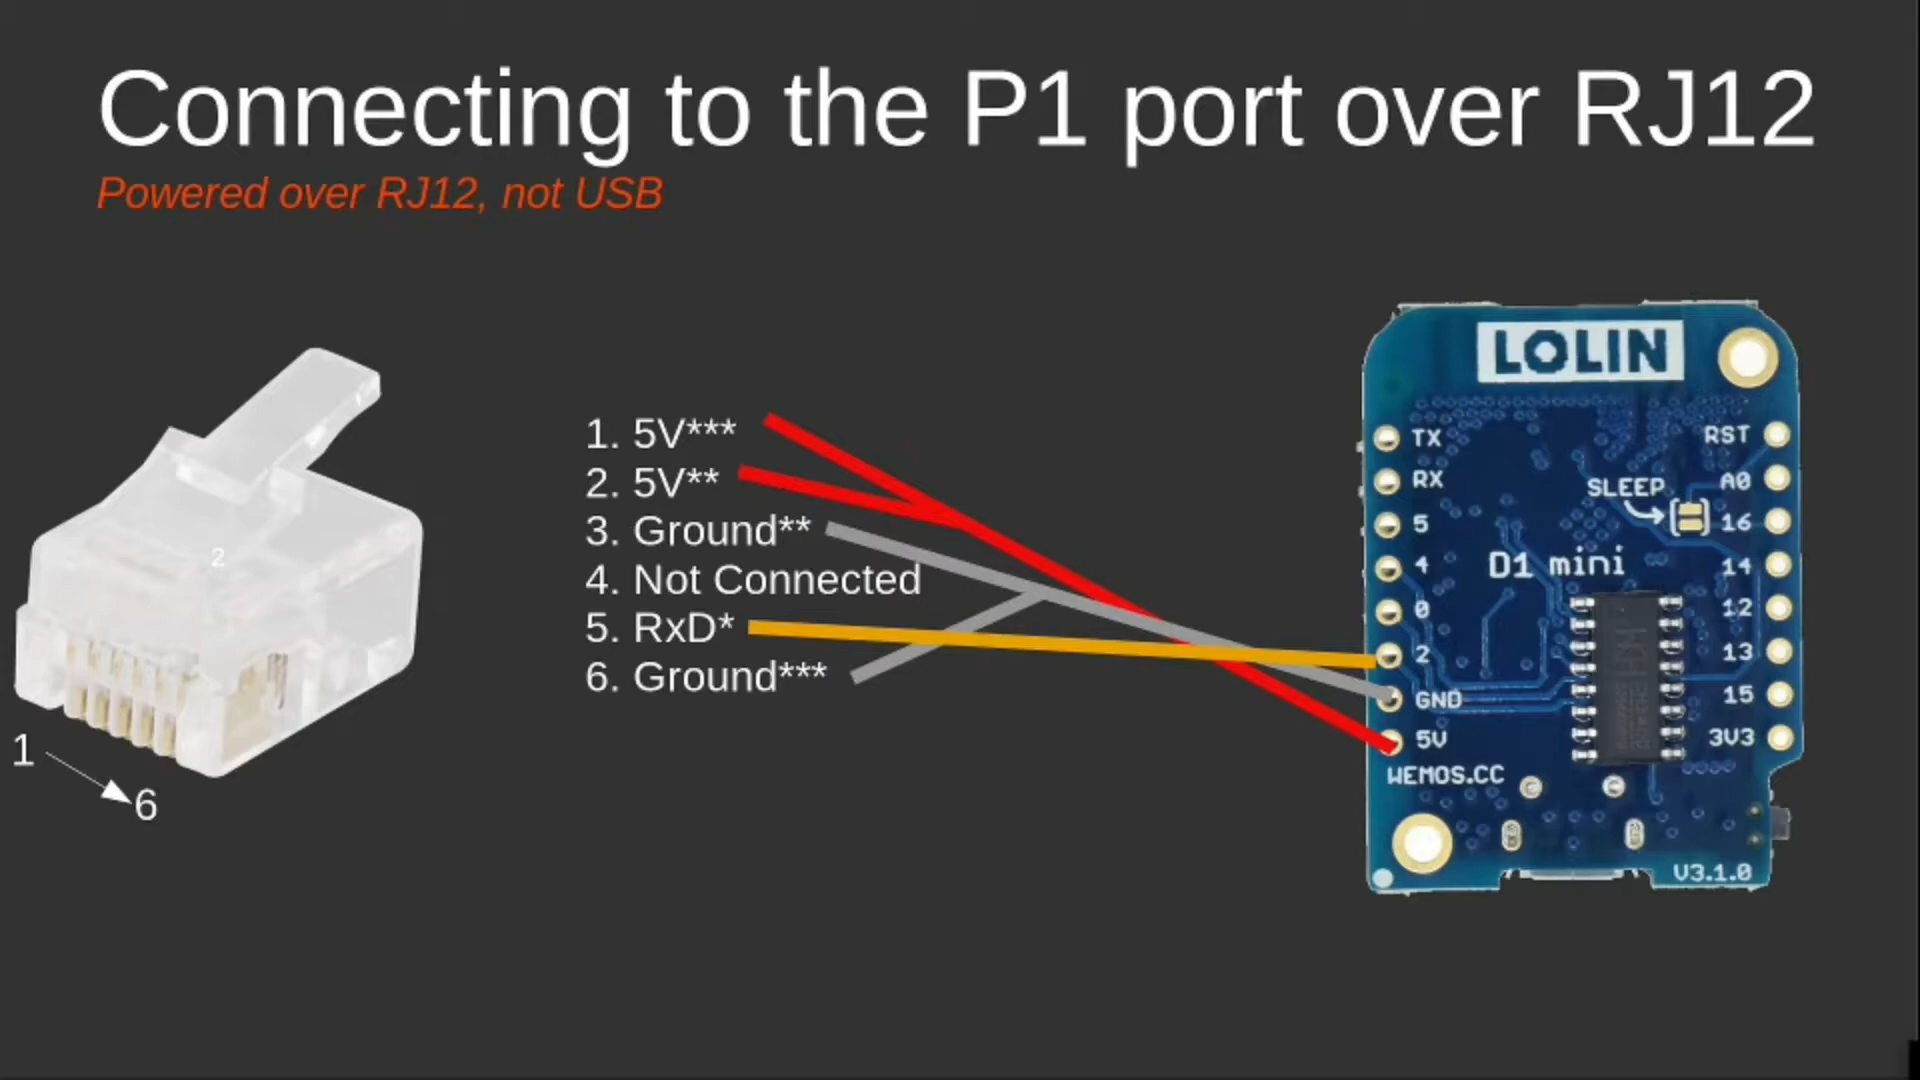 Connecting to the P1 port over RJ12
Powered over RJ12, not USB
2
1
6
1. 5V***
2. 5V**
3. Ground**
4. Not Connected
5. RxD*
6. Ground***
LOLIN
TX
RX
5
4
0
2
GND
5V
WEMOS.CC
D1 mini
SLEEP
RST
A0
16
14
12
13
15
3V3
V3.1.0